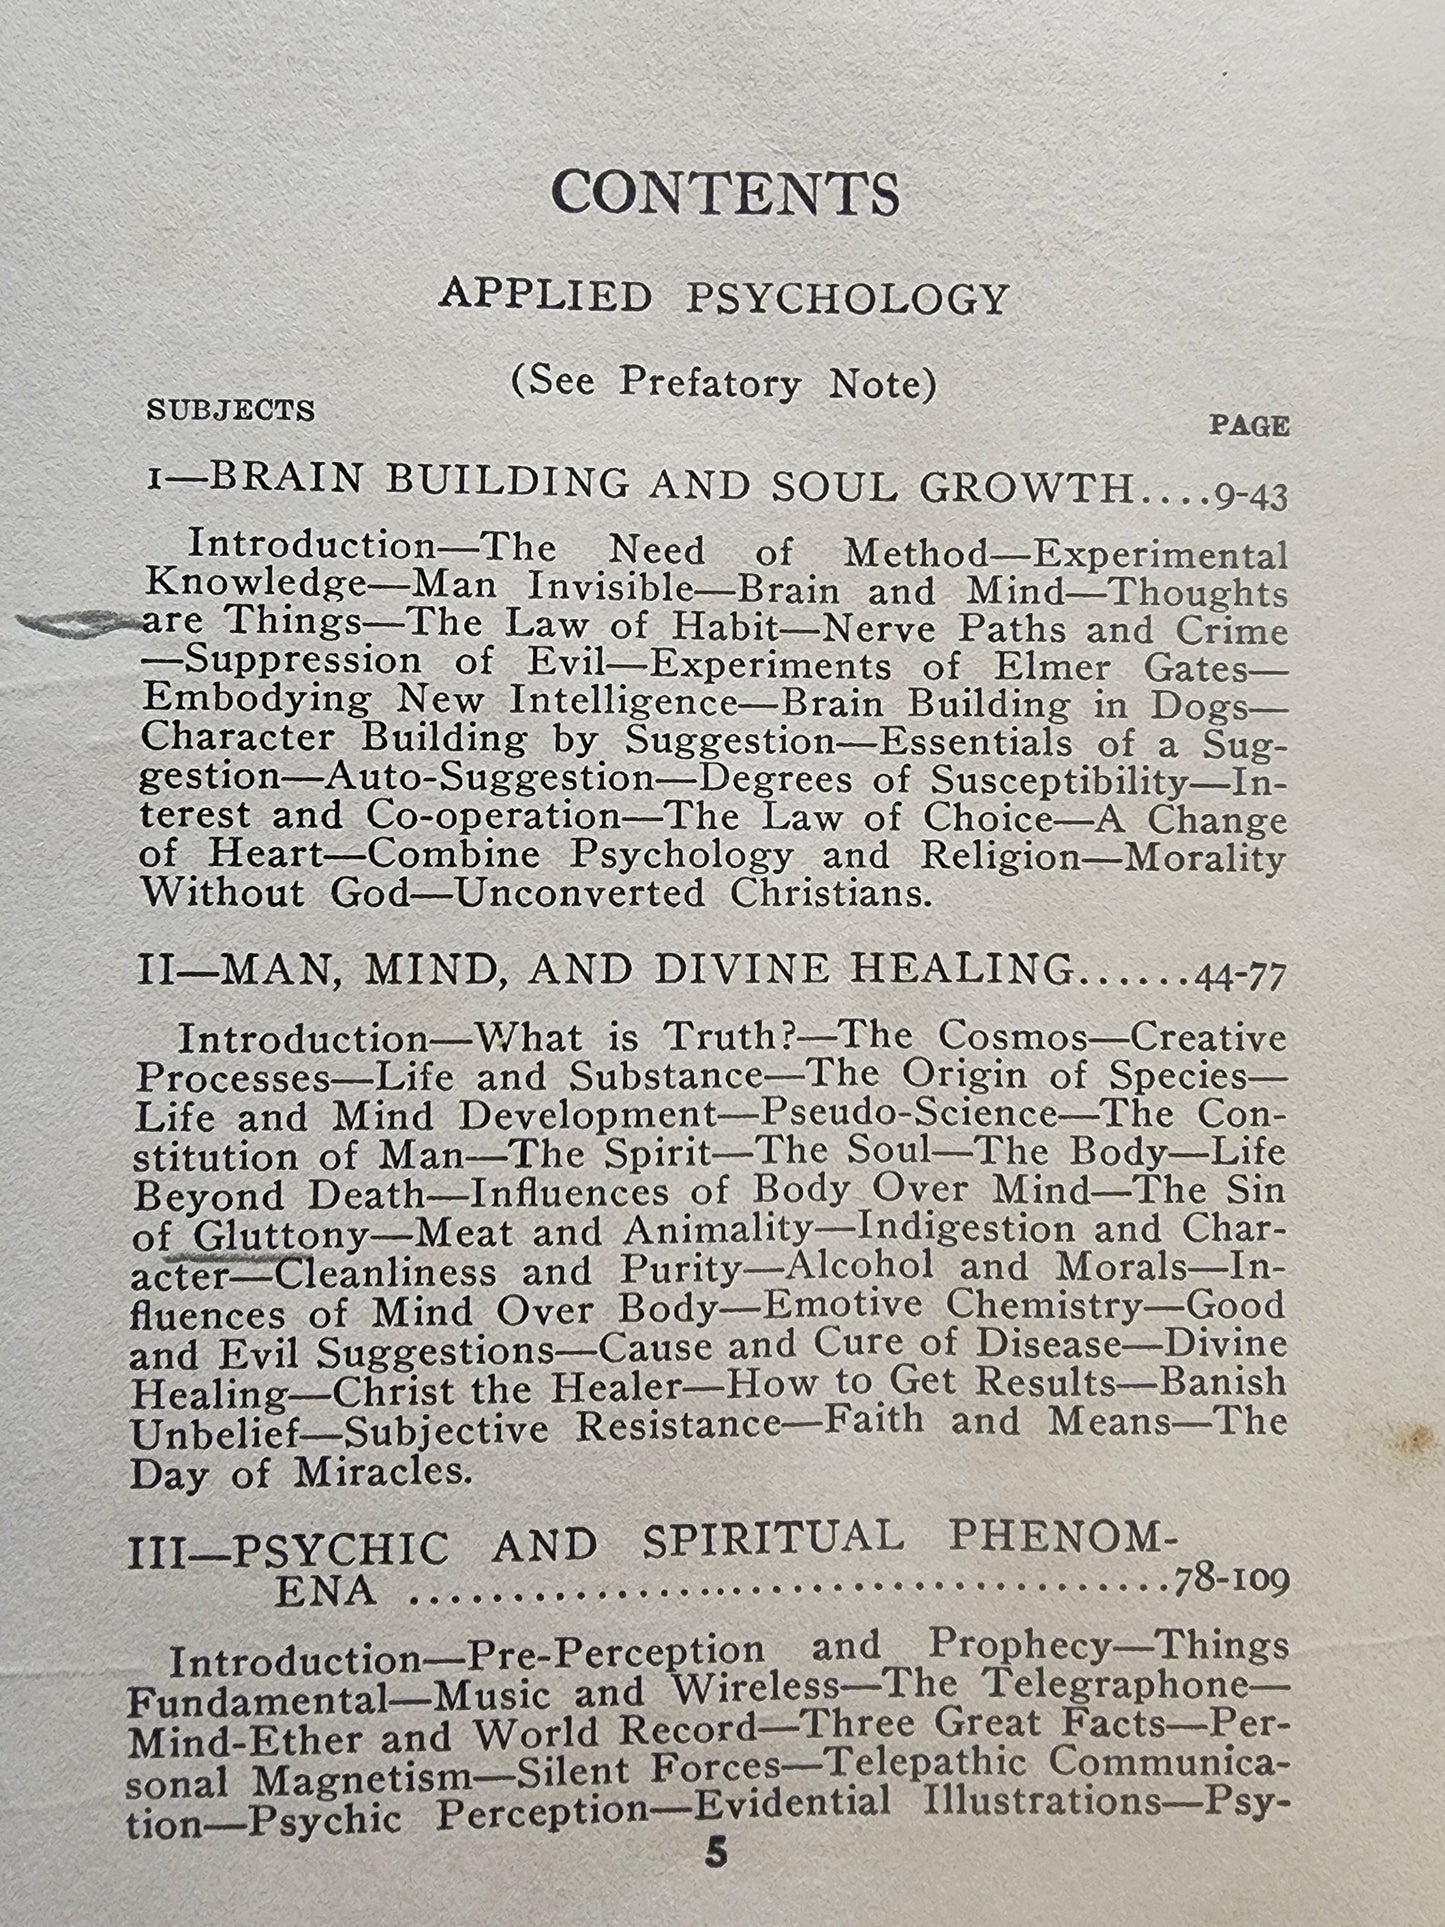 CONTENTS
APPLIED PSYCHOLOGY
(See Prefatory Note)
SUBJECTS PAGE
I—BRAIN BUILDING AND SOUL GROWTH....9-43
Introduction—The Need of Method—Experimental
Knowledge—Man Invisible—Brain and Mind—Thoughts
are Things—The Law of Habit—Nerve Paths and Crime
—Suppression of Evil—Experiments of Elmer Gates—
Embodying New Intelligence—Brain Building in Dogs—
Character Building by Suggestion—Essentials of a Sug-
gestion—Auto-Suggestion—Degrees of Susceptibility—In-
terest and Co-operation—The Law of Choice—A Change
of Heart—Combine Psychology and Religion—Morality
Without God—Unconverted Christians.
II—MAN, MIND, AND DIVINE HEALING......44-77
Introduction—What is Truth?—The Cosmos—Creative
Processes—Life and Substance—The Origin of Species—
Life and Mind Development—Pseudo-Science—The Con-
stitution of Man—The Spirit—The Soul—The Body—Life
Beyond Death—Influences of Body Over Mind—The Sin
of Gluttony—Meat and Animality—Indigestion and Char-
acter—Cleanliness and Purity—Alcohol and Morals—In-
fluences of Mind Over Body—Emotive Chemistry—Good
and Evil Suggestions—Cause and Cure of Disease—Divine
Healing—Christ the Healer—How to Get Results—Banish
Unbelief—Subjective Resistance—Faith and Means—The
Day of Miracles.
III—PSYCHIC AND SPIRITUAL PHENOM-
ENA ........................................78-109
Introduction—Pre-Perception and Prophecy—Things
Fundamental—Music and Wireless—The Telegraphone—
Mind-Ether and World Record—Three Great Facts—Per-
sonal Magnetism—Silent Forces—Telepathic Communica-
tion—Psychic Perception—Evidential Illustrations—Psy-
5